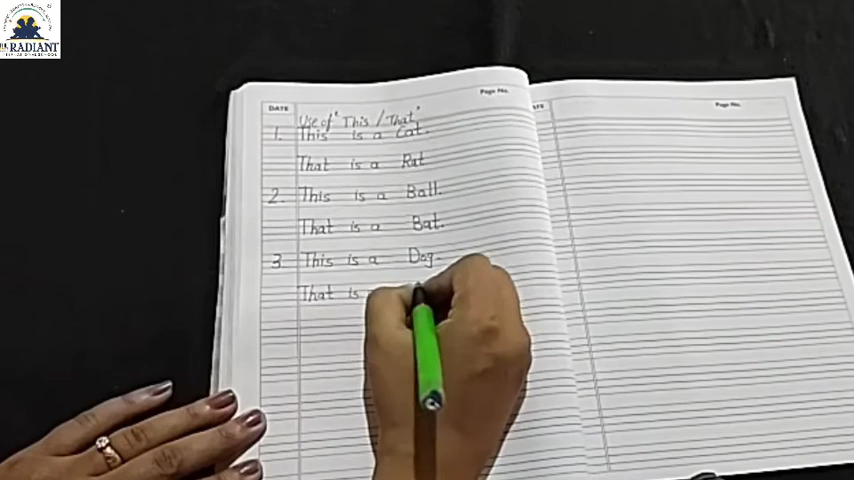 RADIANT
DATE
Page No.
Use of "This / That"
1. This is a Cat.
That is a Rat
2. This is a Ball.
That is a Bat.
3. This is a Dog.
That is
Page No.